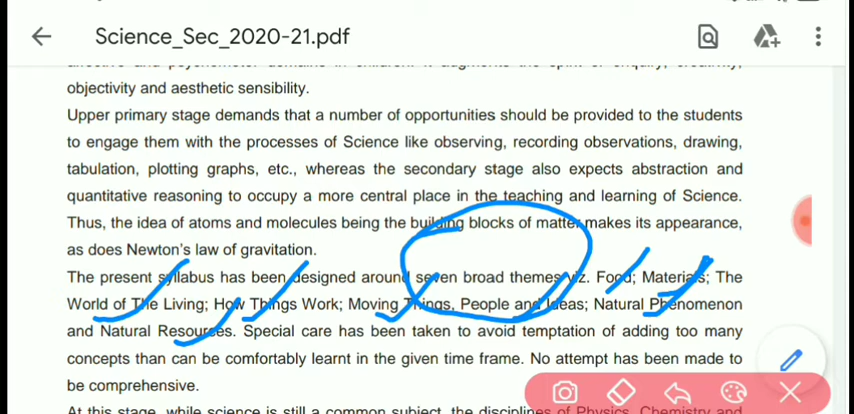 Science_Sec_2020-21.pdf
objectivity and aesthetic sensibility.
Upper primary stage demands that a number of opportunities should be provided to the students
to engage them with the processes of Science like observing, recording observations, drawing,
tabulation, plotting graphs, etc., whereas the secondary stage also expects abstraction and
quantitative reasoning to occupy a more central place in the teaching and learning of Science.
Thus, the idea of atoms and molecules being the building blocks of matter makes its appearance,
as does Newton's law of gravitation.
The present syllabus has been designed around seven broad themes viz. Food; Materials; The
World of The Living; How Things Work; Moving Things, People and Ideas; Natural Phenomenon
and Natural Resources. Special care has been taken to avoid temptation of adding too many
concepts than can be comfortably learnt in the given time frame. No attempt has been made to
be comprehensive.
At this stage, while science is still a common subject, the disciplines of Physics, Chemistry and